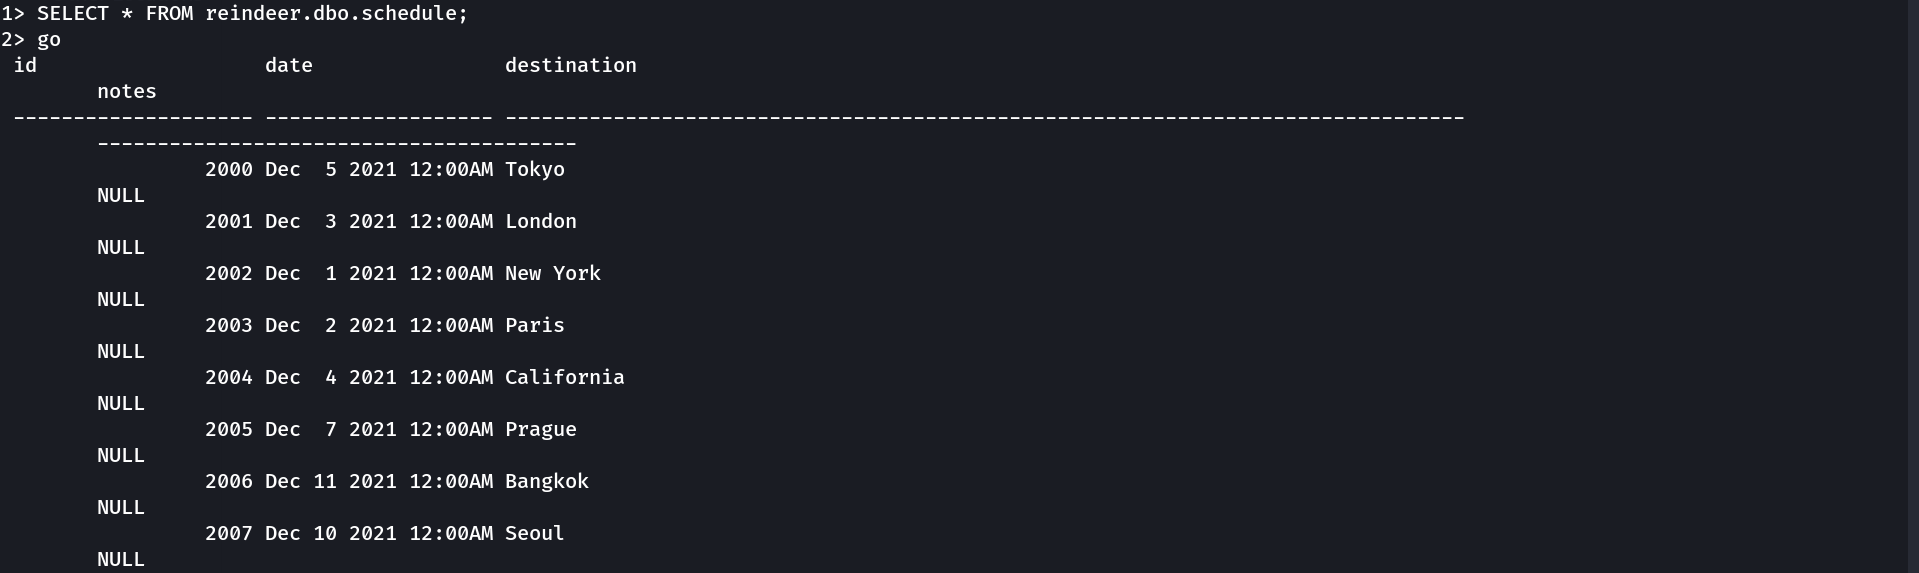 1> SELECT * FROM reindeer.dbo.schedule;
2> go
 id                   date                destination
        notes
 -------------------- ------------------- --------------------------------------------------------------------------------
        ----------------------------------------
                 2000 Dec  5 2021 12:00AM Tokyo
        NULL
                 2001 Dec  3 2021 12:00AM London
        NULL
                 2002 Dec  1 2021 12:00AM New York
        NULL
                 2003 Dec  2 2021 12:00AM Paris
        NULL
                 2004 Dec  4 2021 12:00AM California
        NULL
                 2005 Dec  7 2021 12:00AM Prague
        NULL
                 2006 Dec 11 2021 12:00AM Bangkok
        NULL
                 2007 Dec 10 2021 12:00AM Seoul
        NULL